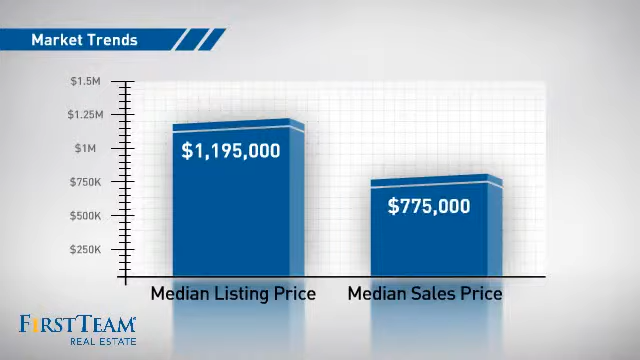 Market Trends
$1.5M
$1.25M
$1M
$750K
$500K
$250K
$1,195,000
$775,000
Median Listing Price
Median Sales Price
FIRSTTEAM®
REAL ESTATE